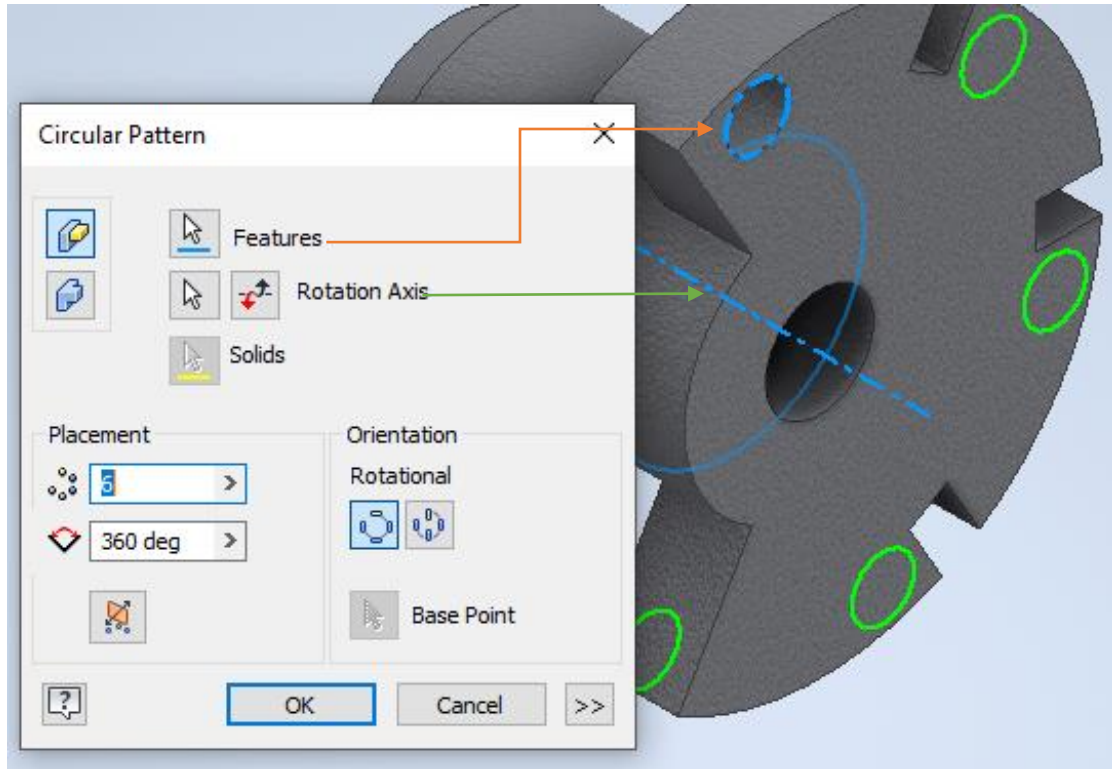 Circular Pattern
Features
Rotation Axis
Solids
Placement
Orientation
6
Rotational
360 deg
Base Point
?
OK
Cancel
>>